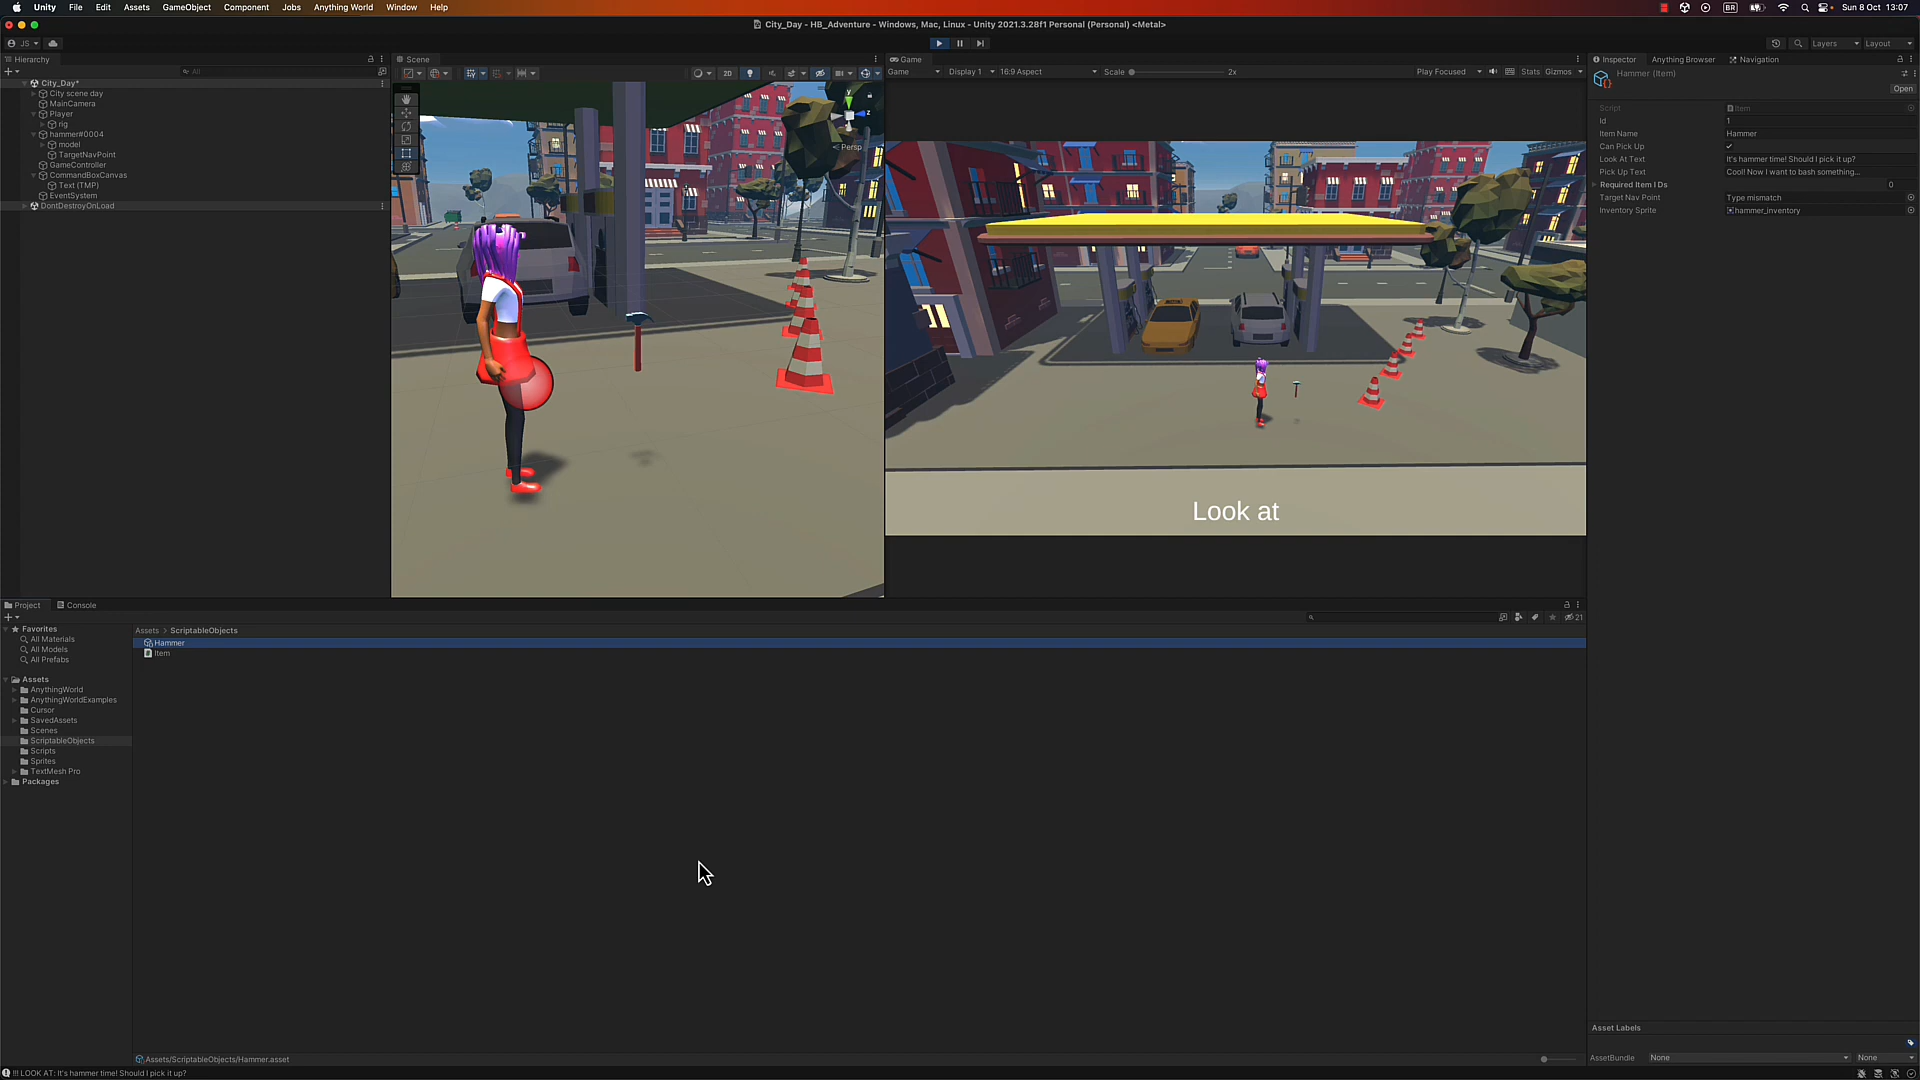 Unity File Edit Assets GameObject Component Jobs Anything World Window Help
BR Sun 8 Oct 13:07
City_Day - HB_Adventure - Windows, Mac, Linux - Unity 2021.3.28f1 Personal (Personal) <Metal>
JS
Layers Layout
Hierarchy
All
City_Day*
City scene day
MainCamera
Player
rig
hammer#0004
model
TargetNavPoint
GameController
CommandBoxCanvas
Text (TMP)
EventSystem
DontDestroyOnLoad
Scene
2D
y
z
Persp
Game
Game Display 1 16:9 Aspect Scale 2x Play Focused Stats Gizmos
Look at
Inspector Anything Browser Navigation
Hammer (Item)
Open
Script Item
Id 1
Item Name Hammer
Can Pick Up
Look At Text It's hammer time! Should I pick it up?
Pick Up Text Cool! Now I want to bash something...
Required Item I Ds 0
Target Nav Point Type mismatch
Inventory Sprite hammer_inventory
Project Console
21
Favorites
All Materials
All Models
All Prefabs
Assets
AnythingWorld
AnythingWorldExamples
Cursor
SavedAssets
Scenes
ScriptableObjects
Scripts
Sprites
TextMesh Pro
Packages
Assets > ScriptableObjects
Hammer
Item
Assets/ScriptableObjects/Hammer.asset
Asset Labels
AssetBundle None None
!!! LOOK AT: It's hammer time! Should I pick it up?